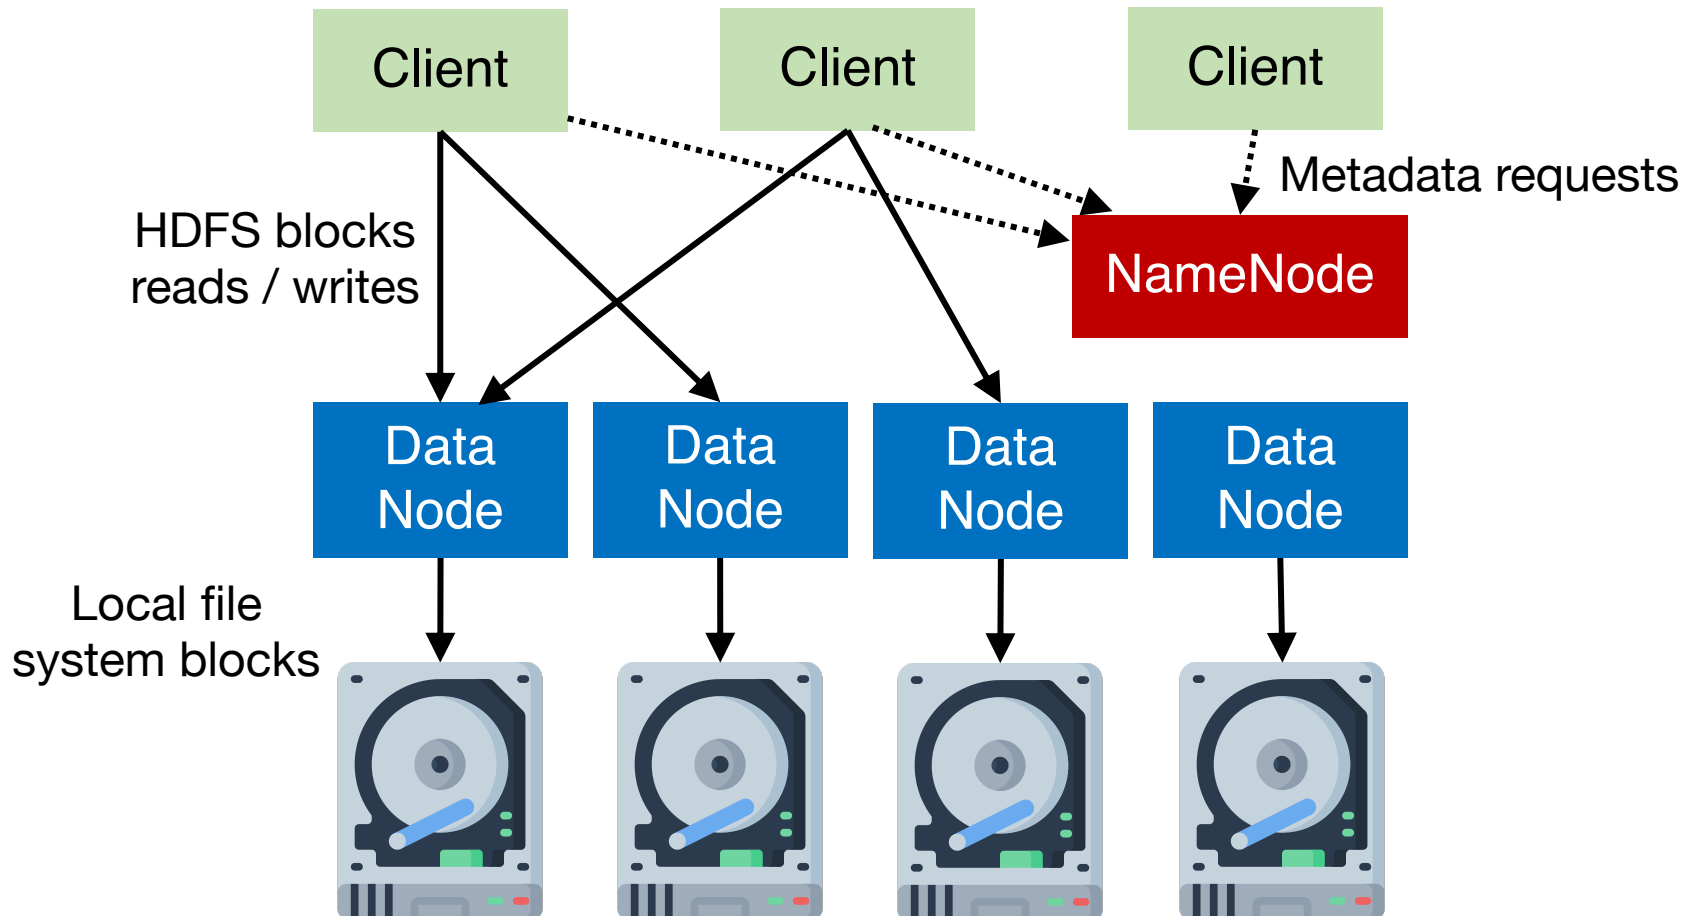 Client
Client
Client
Metadata requests
HDFS blocks
reads / writes
NameNode
Data
Node
Data
Node
Data
Node
Data
Node
Local file
system blocks